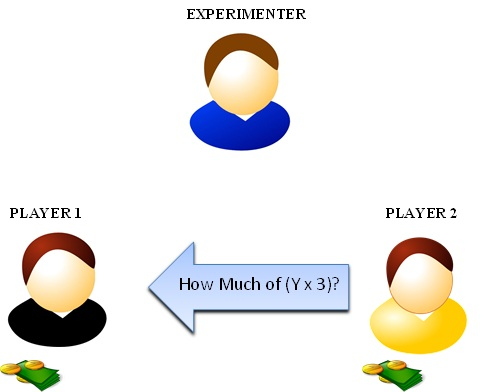 EXPERIMENTER
PLAYER 1
PLAYER 2
How Much of (Y x 3)?